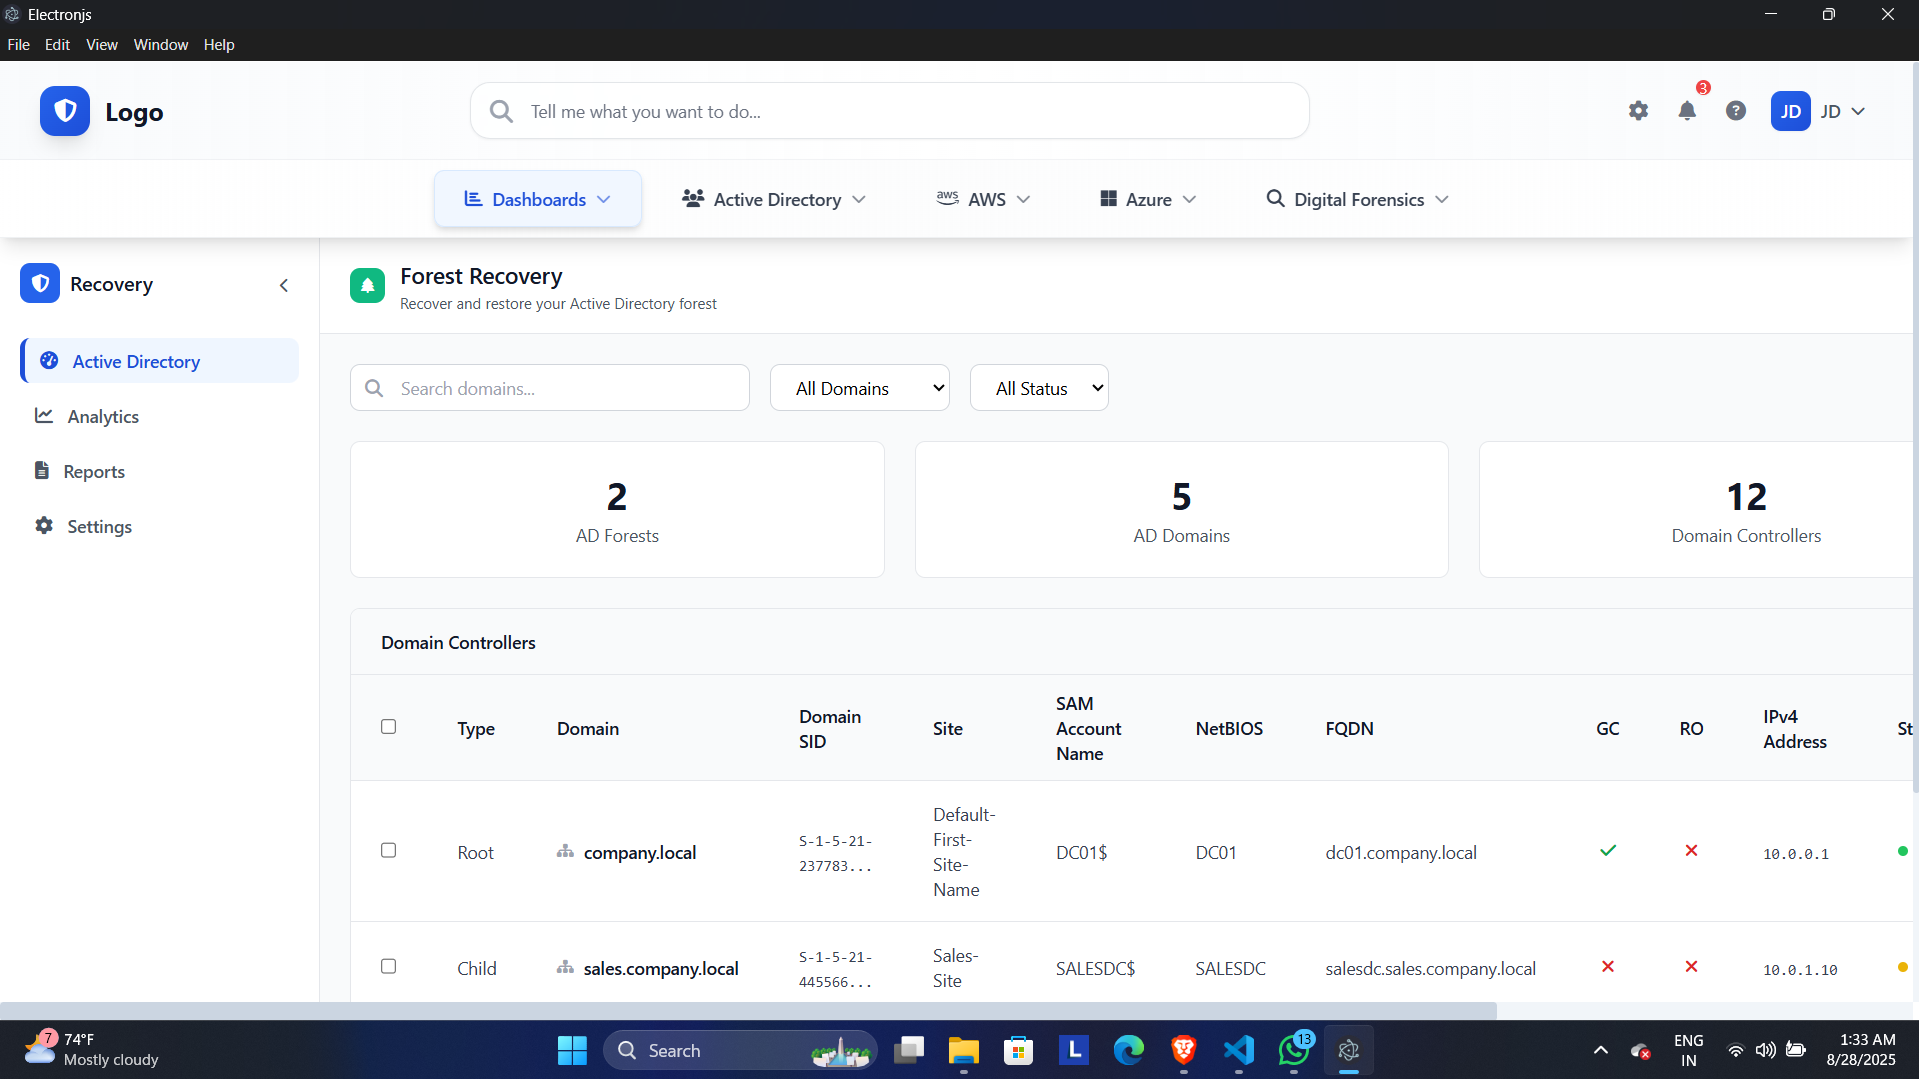 Electronjs
File Edit View Window Help
Logo
Tell me what you want to do...
3
JD JD
Dashboards
Active Directory
aws AWS
Azure
Digital Forensics
Recovery
Active Directory
Analytics
Reports
Settings
Forest Recovery
Recover and restore your Active Directory forest
Search domains...
All Domains
All Status
2
AD Forests
5
AD Domains
12
Domain Controllers
Domain Controllers
Type Domain Domain SID Site SAM Account Name NetBIOS FQDN GC RO IPv4 Address St
Root company.local S-1-5-21-237783... Default-First-Site-Name DC01$ DC01 dc01.company.local 10.0.0.1
Child sales.company.local S-1-5-21-445566... Sales-Site SALESDC$ SALESDC salesdc.sales.company.local 10.0.1.10
7
74°F
Mostly cloudy
Search
L
13
ENG
IN
1:33 AM
8/28/2025